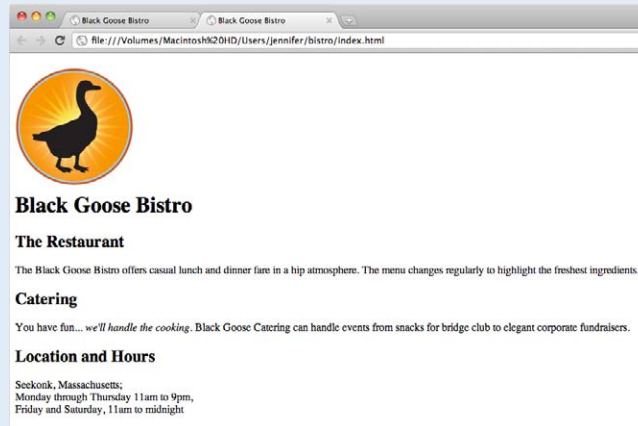 Black Goose Bistro
Black Goose Bistro
file:///Volumes/Macintosh%20HD/Users/jennifer/bistro/index.html
Black Goose Bistro
The Restaurant
The Black Goose Bistro offers casual lunch and dinner fare in a hip atmosphere. The menu changes regularly to highlight the freshest ingredients.
Catering
You have fun... we'll handle the cooking. Black Goose Catering can handle events from snacks for bridge club to elegant corporate fundraisers.
Location and Hours
Seekonk, Massachusetts;
Monday through Thursday 11am to 9pm,
Friday and Saturday, 11am to midnight